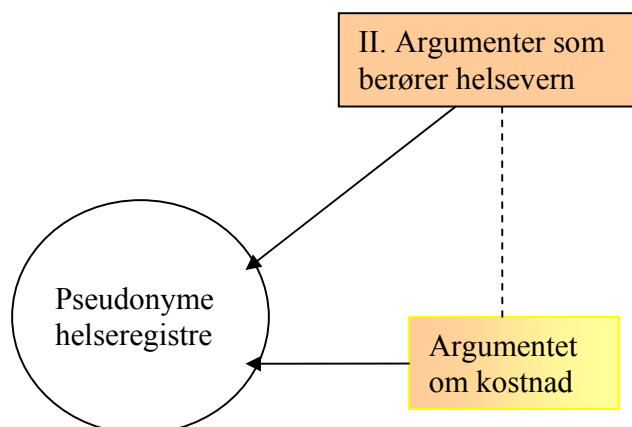 II. Argumenter som
berører helsevern
Pseudonyme
helseregistre
Argumentet
om kostnad